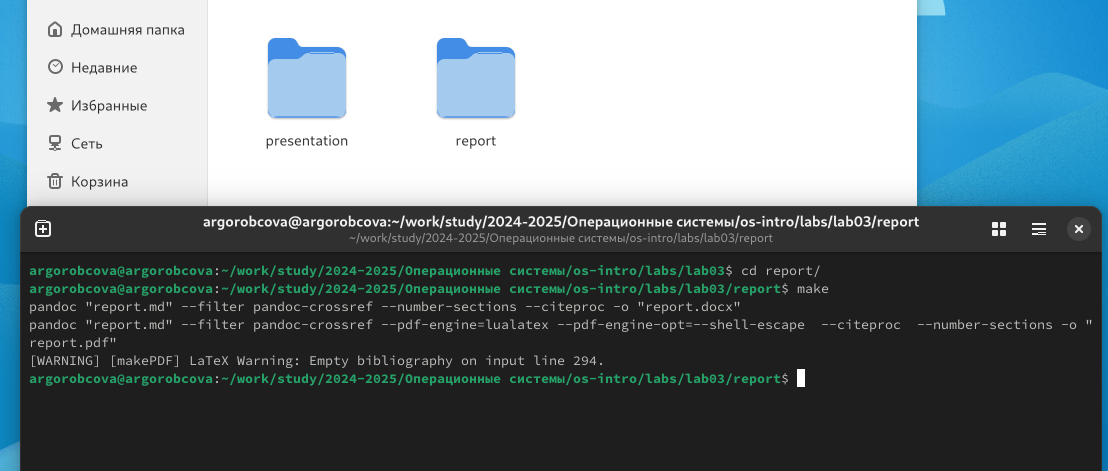 Домашняя папка
Недавние
Избранные
Сеть
Корзина
presentation
report
argorobcova@argorobcova:~/work/study/2024-2025/Операционные системы/os-intro/labs/lab03/report
~/work/study/2024-2025/Операционные системы/os-intro/labs/lab03/report
argorobcova@argorobcova:~/work/study/2024-2025/Операционные системы/os-intro/labs/lab03$ cd report/
argorobcova@argorobcova:~/work/study/2024-2025/Операционные системы/os-intro/labs/lab03/report$ make
pandoc "report.md" --filter pandoc-crossref --number-sections --citeproc -o "report.docx"
pandoc "report.md" --filter pandoc-crossref --pdf-engine=lualatex --pdf-engine-opt=--shell-escape  --citeproc  --number-sections -o "
report.pdf"
[WARNING] [makePDF] LaTeX Warning: Empty bibliography on input line 294.
argorobcova@argorobcova:~/work/study/2024-2025/Операционные системы/os-intro/labs/lab03/report$